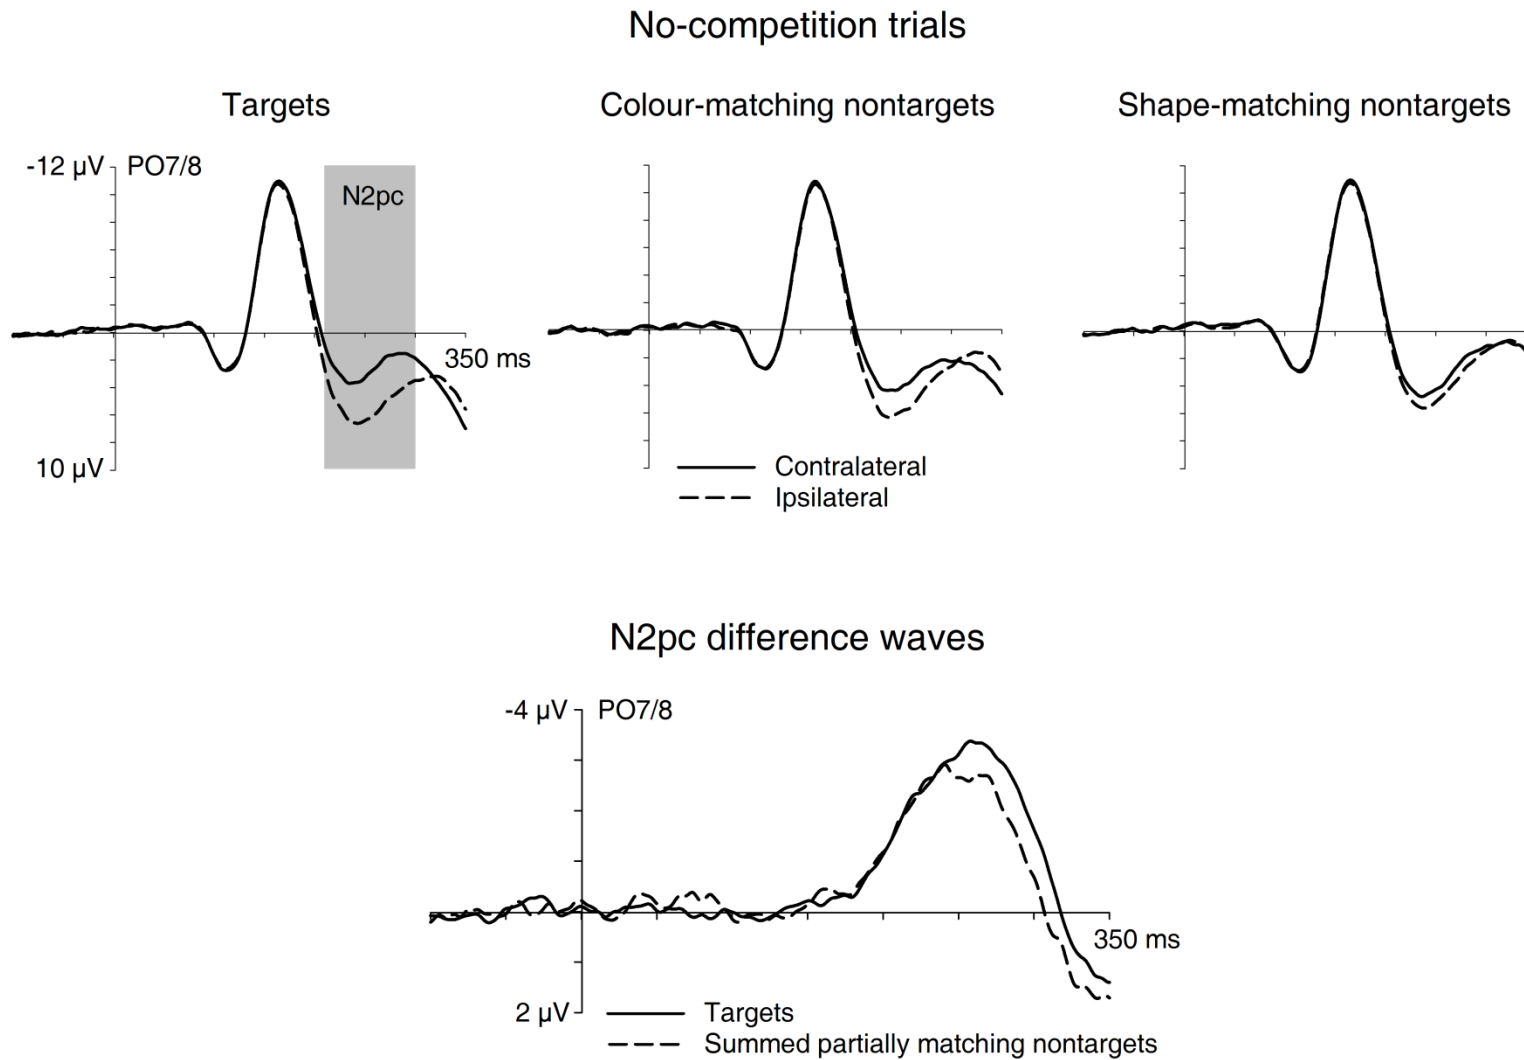 No-competition trials
Targets
Colour-matching nontargets
Shape-matching nontargets
-12 µV
PO7/8
N2pc
350 ms
10 µV
Contralateral
Ipsilateral
N2pc difference waves
-4 µV
PO7/8
350 ms
2 µV
Targets
Summed partially matching nontargets